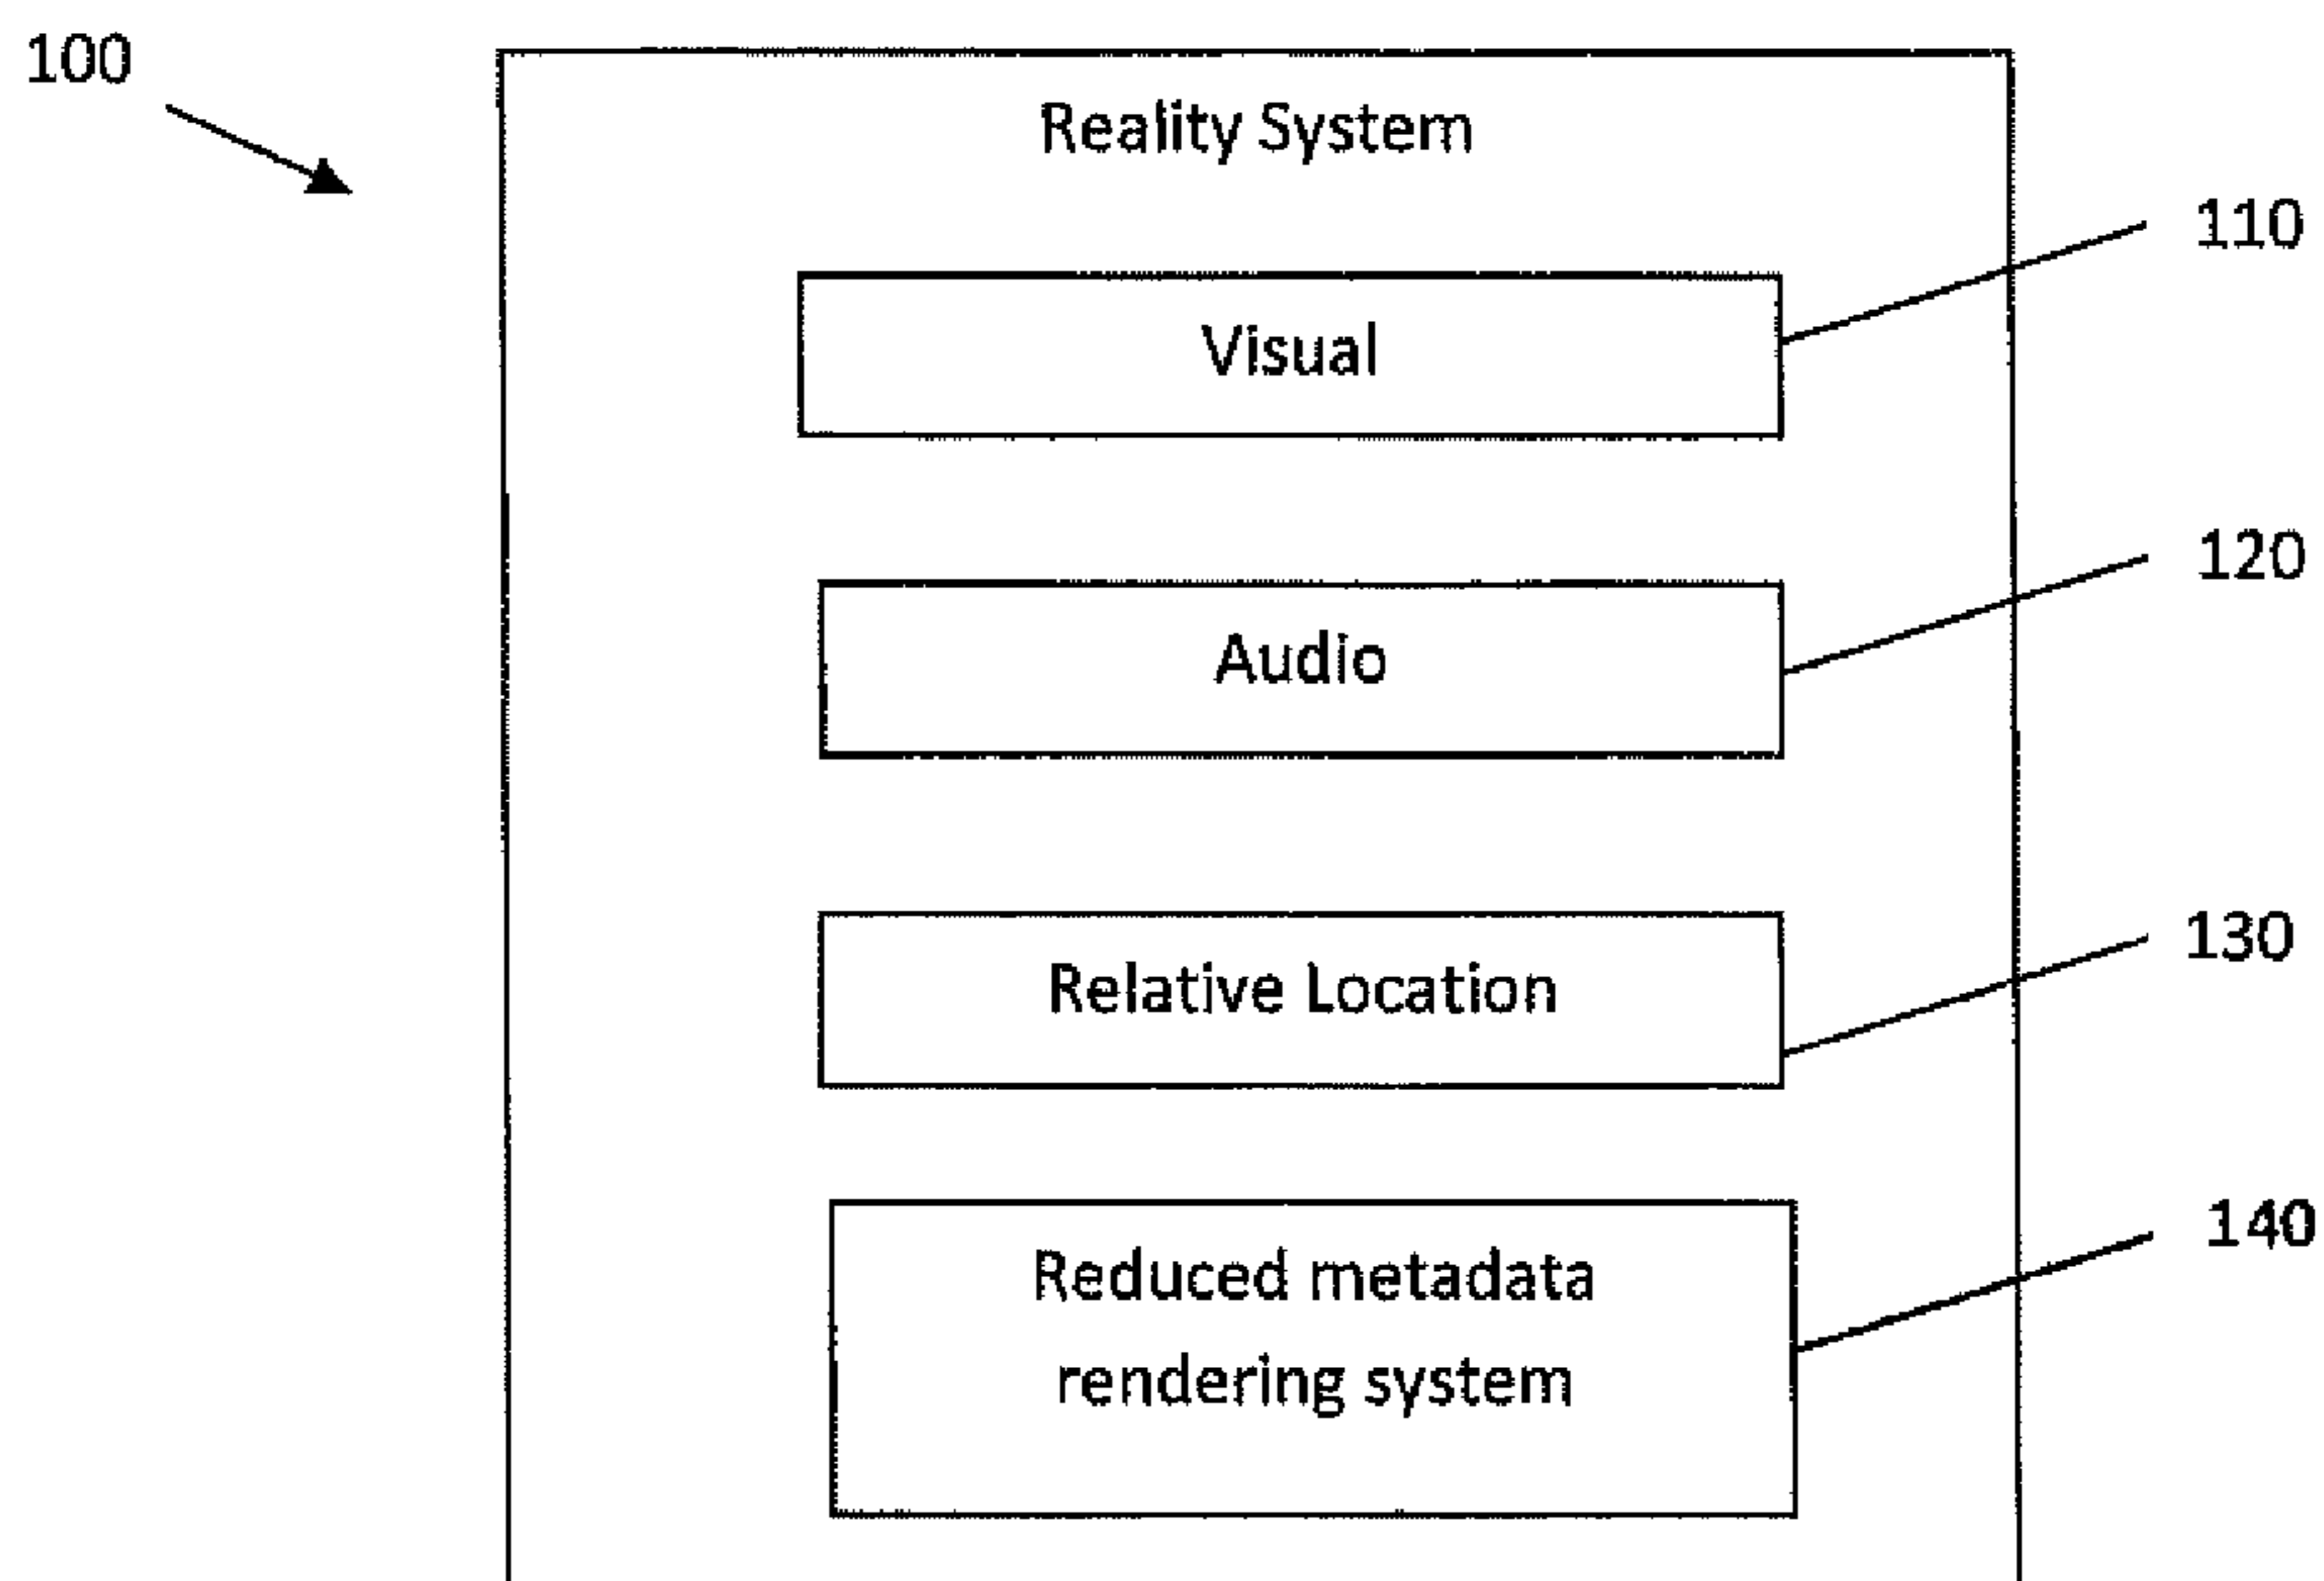 100
Reality System
110
Visual
120
Audio
130
Relative Location
140
Reduced metadata
rendering system